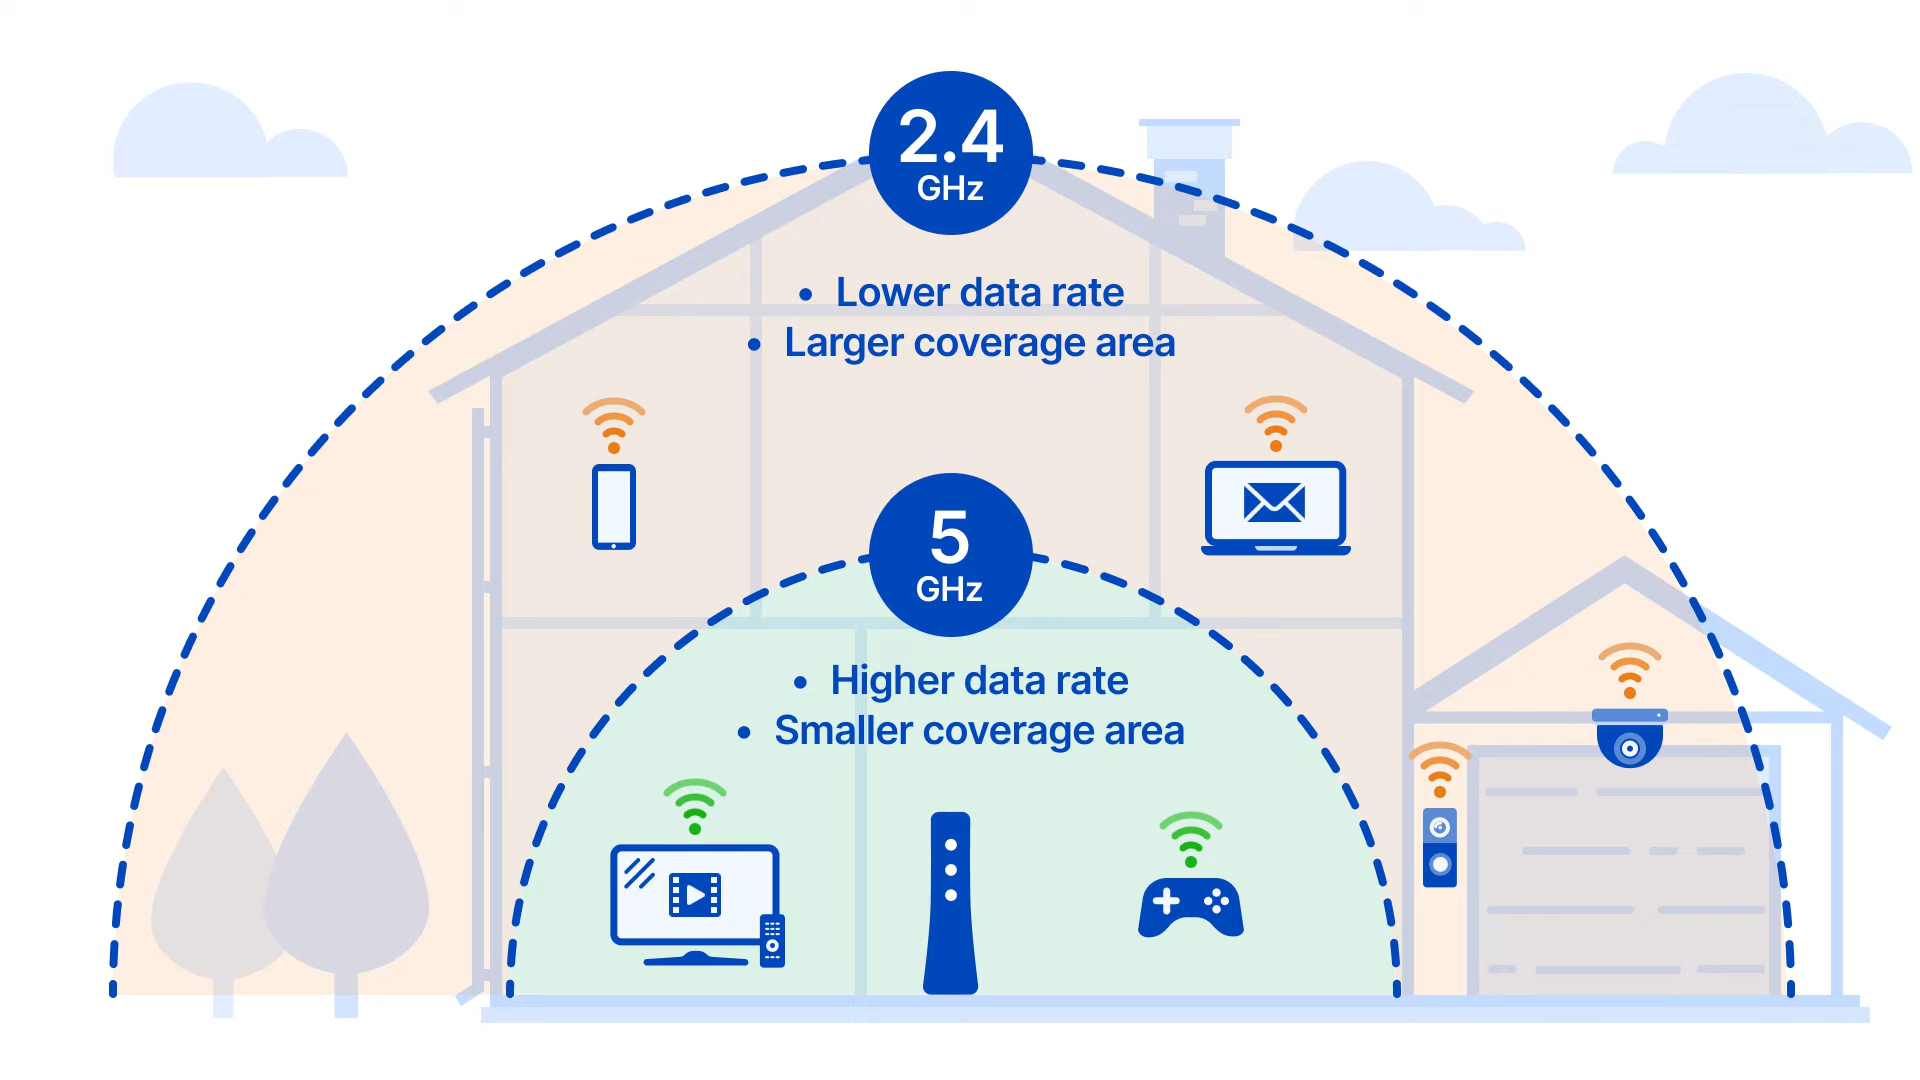 2.4
GHz
• Lower data rate
• Larger coverage area
5
GHz
• Higher data rate
• Smaller coverage area